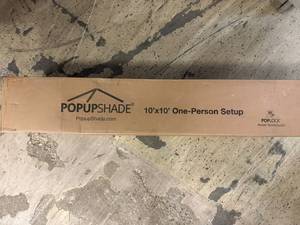 POPUPSHADE®
PopupShade.com
10'x10' One-Person Setup
POPLOCK